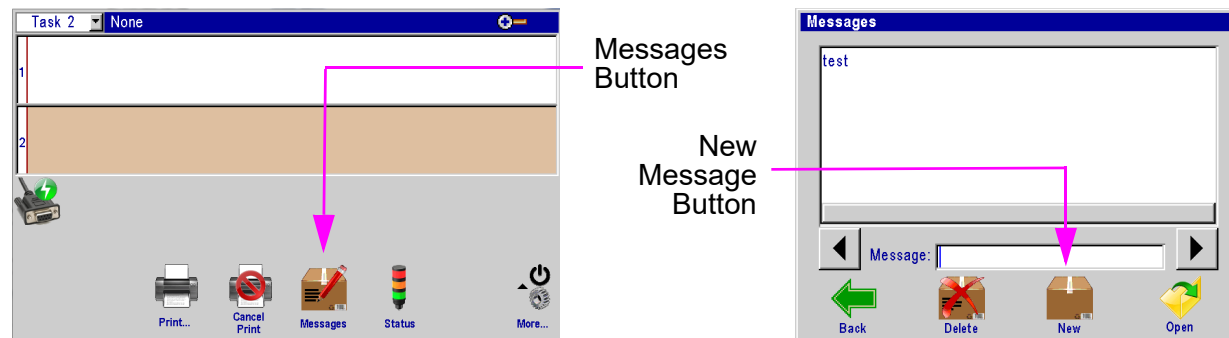 Task 2
None
1
2
Print...
Cancel
Print
Messages
Status
More...
Messages
Button
New
Message
Button
Messages
test
Message:
Back
Delete
New
Open